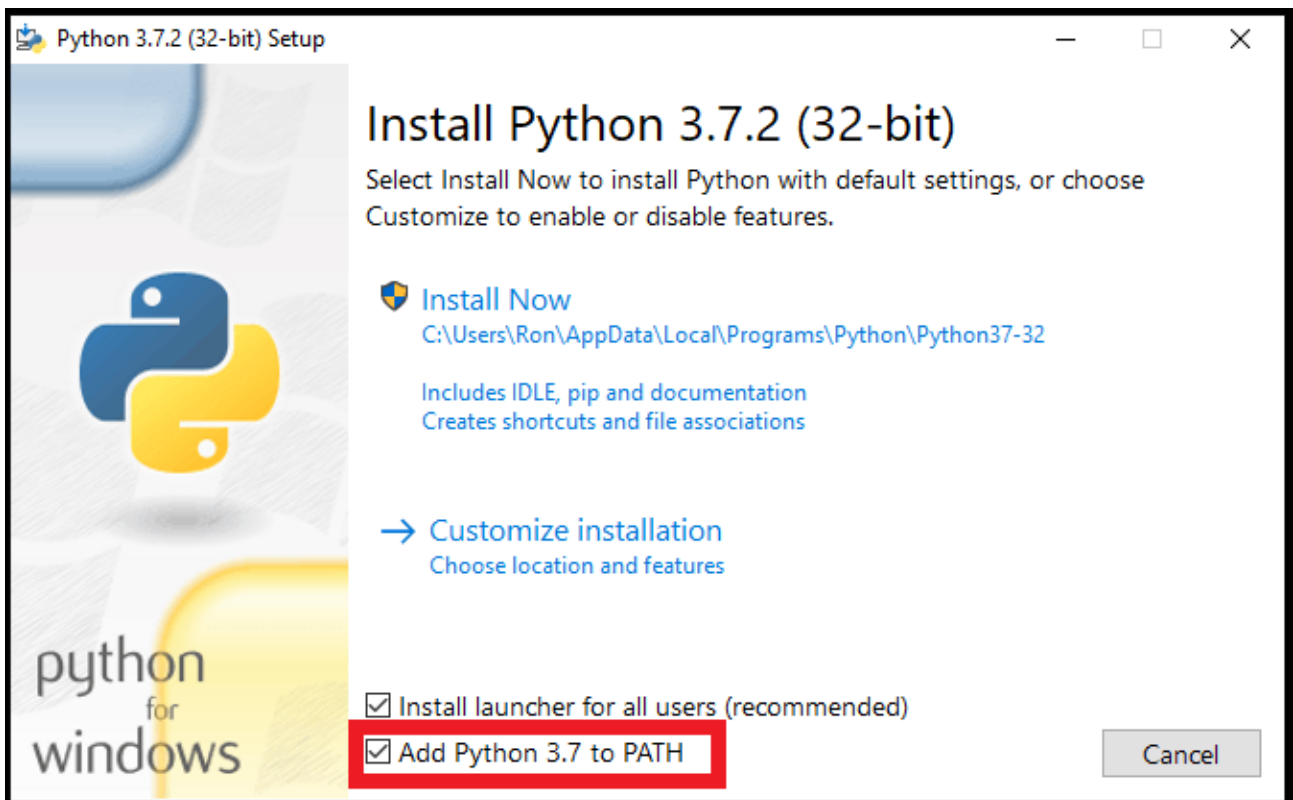 Python 3.7.2 (32-bit) Setup
Install Python 3.7.2 (32-bit)
Select Install Now to install Python with default settings, or choose
Customize to enable or disable features.
Install Now
C:\Users\Ron\AppData\Local\Programs\Python\Python37-32
Includes IDLE, pip and documentation
Creates shortcuts and file associations
Customize installation
Choose location and features
python
for
windows
Install launcher for all users (recommended)
Add Python 3.7 to PATH
Cancel